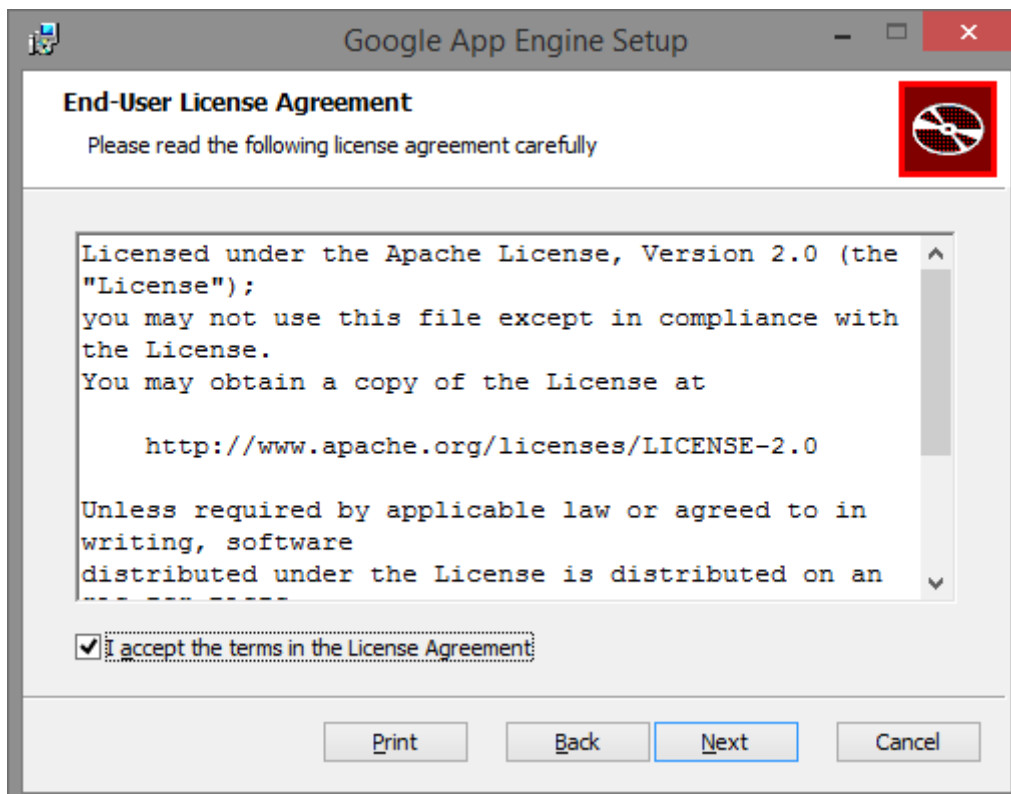 Google App Engine Setup
End-User License Agreement
Please read the following license agreement carefully
Licensed under the Apache License, Version 2.0 (the
"License");
you may not use this file except in compliance with
the License.
You may obtain a copy of the License at
http://www.apache.org/licenses/LICENSE-2.0
Unless required by applicable law or agreed to in
writing, software
distributed under the License is distributed on an
I accept the terms in the License Agreement
Print
Back
Next
Cancel